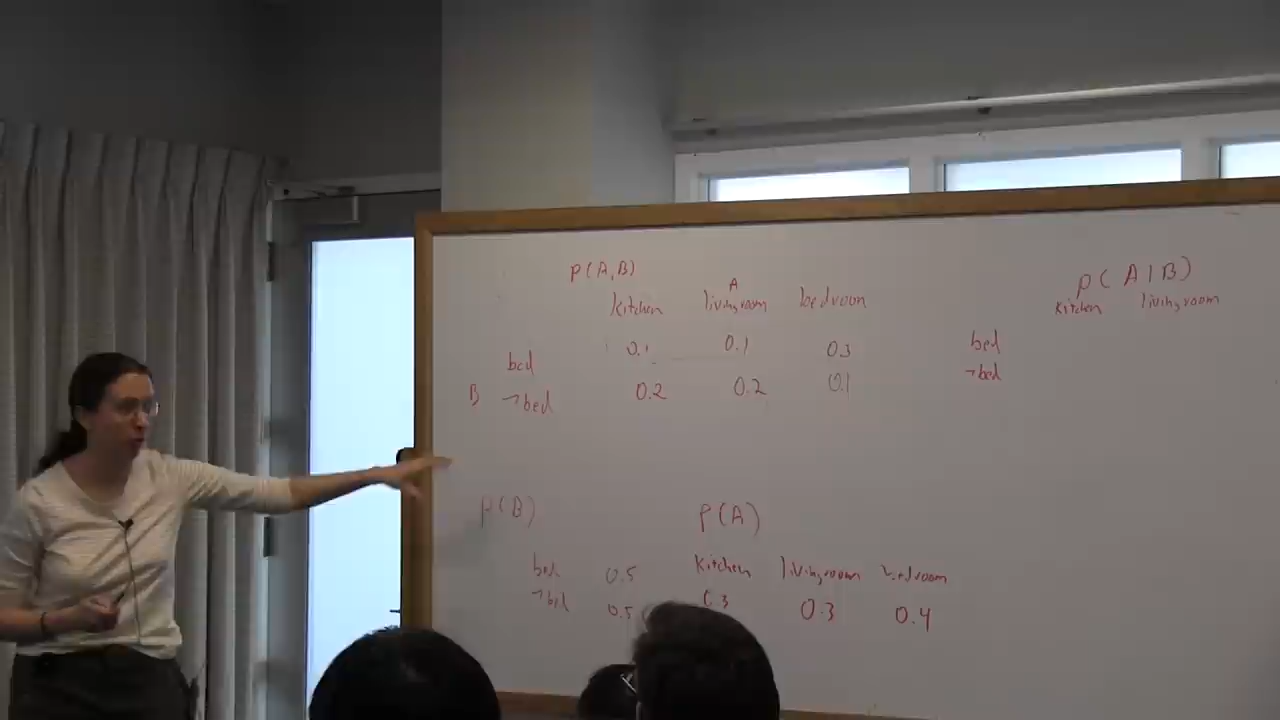 P(A,B)
A
kitchen livingroom bedroom
bed 0.1 0.1 0.3
B ¬bed 0.2 0.2 0.1
P(A|B)
kitchen livingroom
bed
¬bed
P(B)
bed 0.5
¬bed 0.5
P(A)
kitchen livingroom bedroom
0.3 0.3 0.4